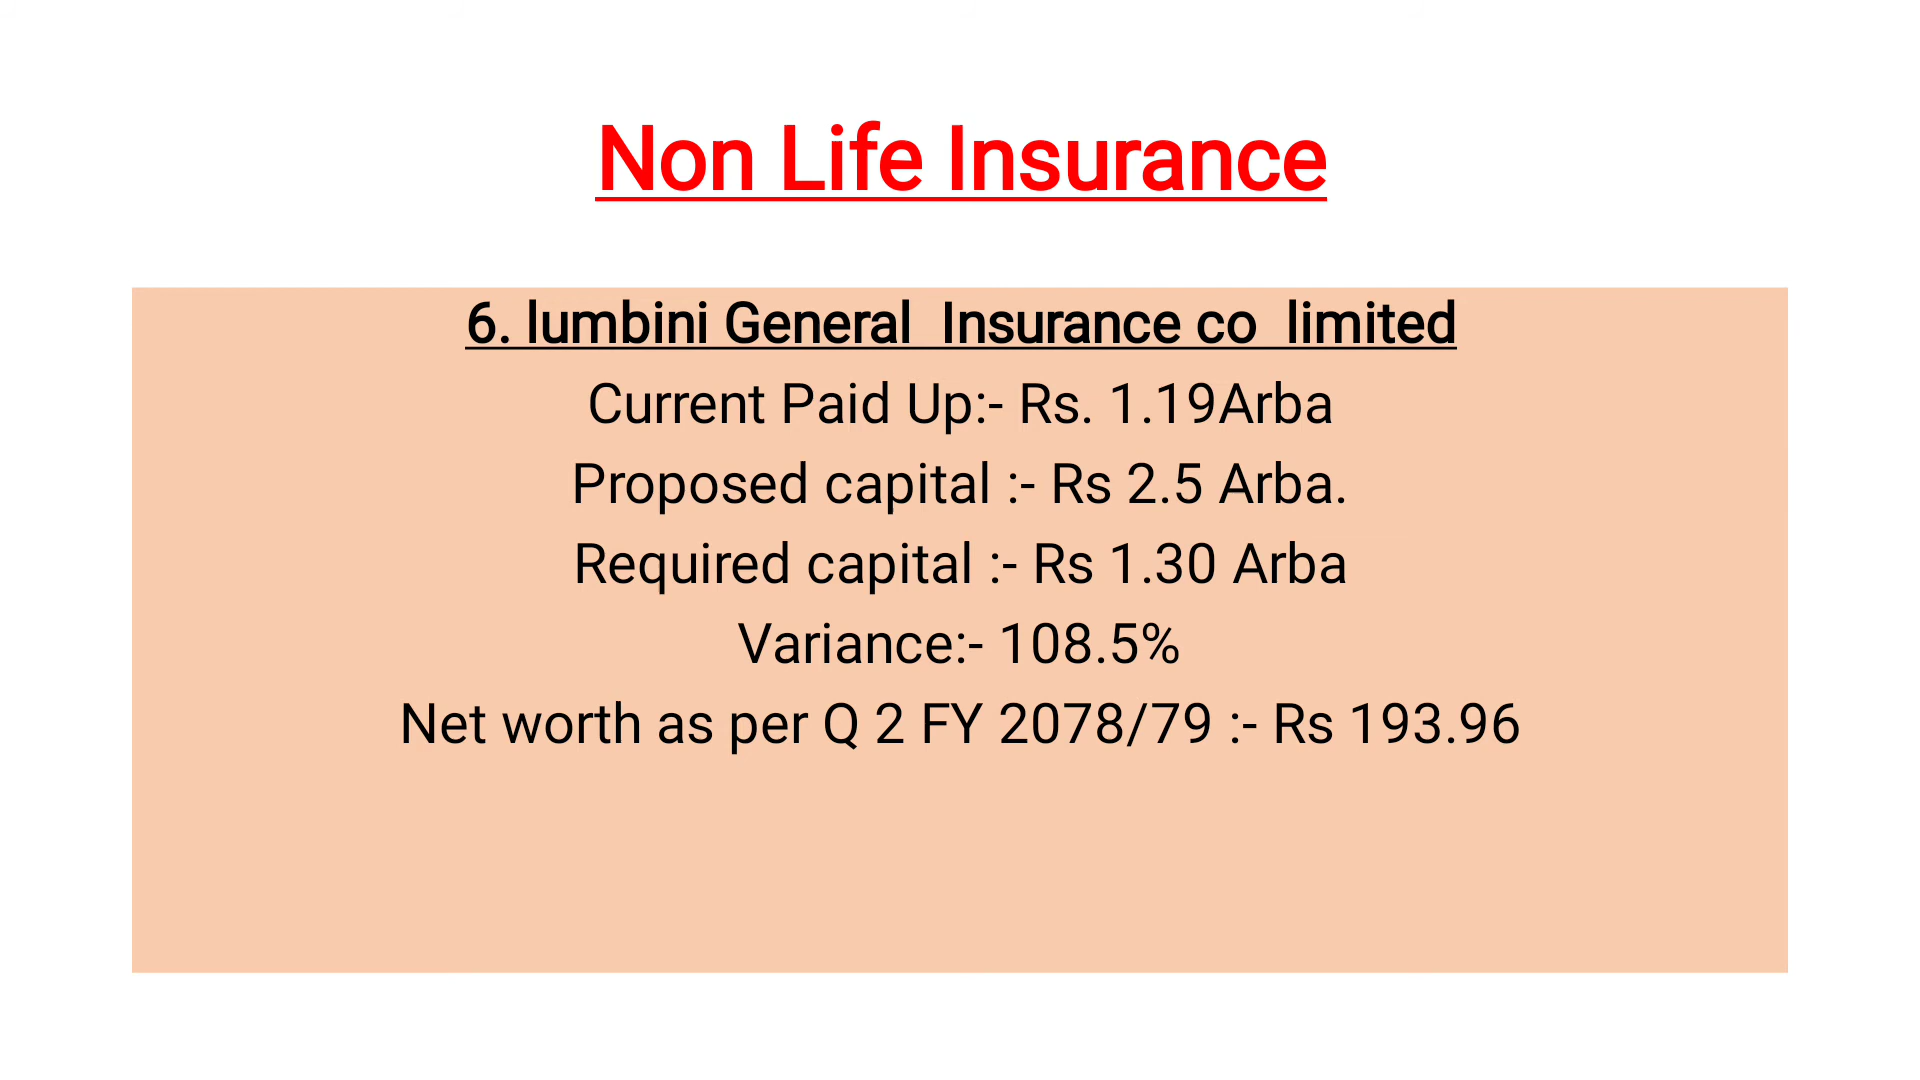 Non Life Insurance
6. lumbini General  Insurance co  limited
Current Paid Up:- Rs. 1.19Arba
Proposed capital :- Rs 2.5 Arba.
Required capital :- Rs 1.30 Arba
Variance:- 108.5%
Net worth as per Q 2 FY 2078/79 :- Rs 193.96